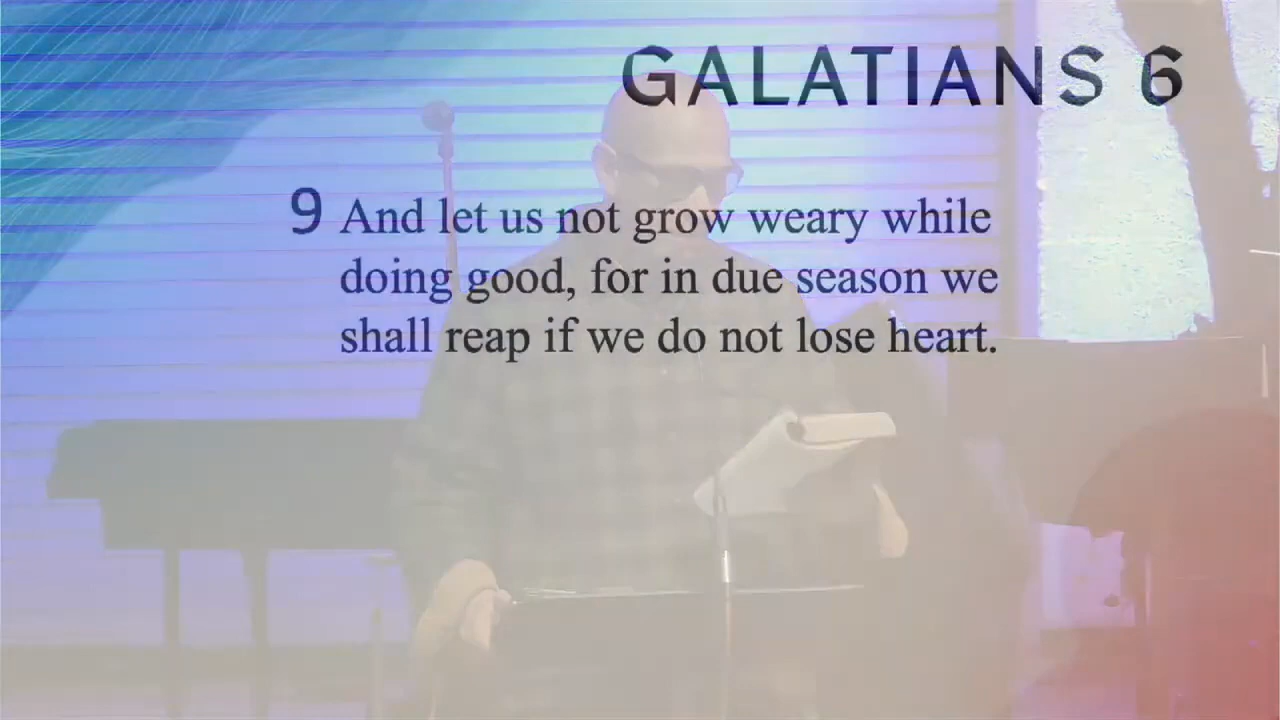 GALATIANS 6
9 And let us not grow weary while
doing good, for in due season we
shall reap if we do not lose heart.